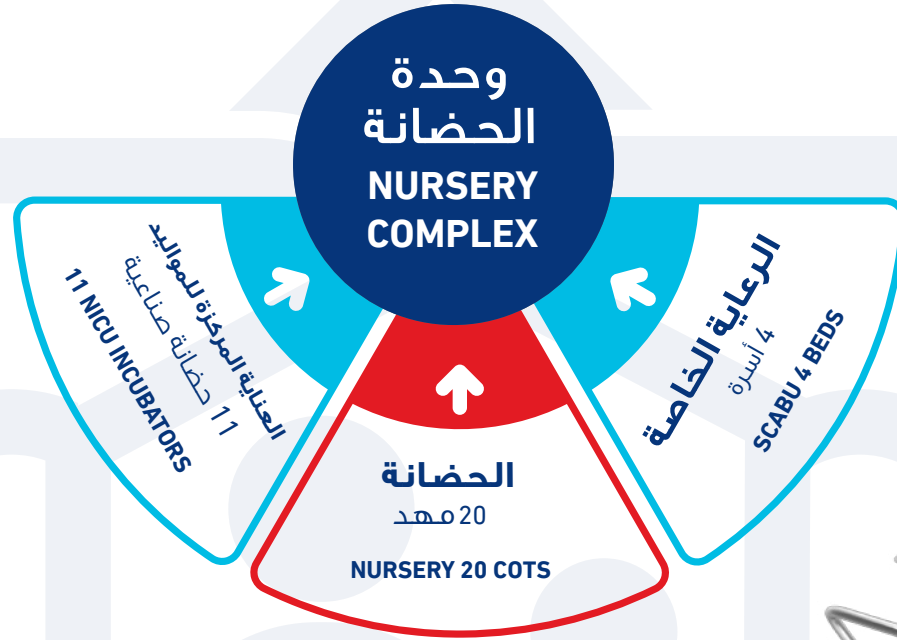 وحدة
الحضانة
NURSERY
COMPLEX
العناية المركزة للمواليد
11 حضانة صناعية
11 NICU INCUBATORS
الحضانة
20 مهد
NURSERY 20 COTS
الرعاية الخاصة
4 أسرة
SCABU 4 BEDS